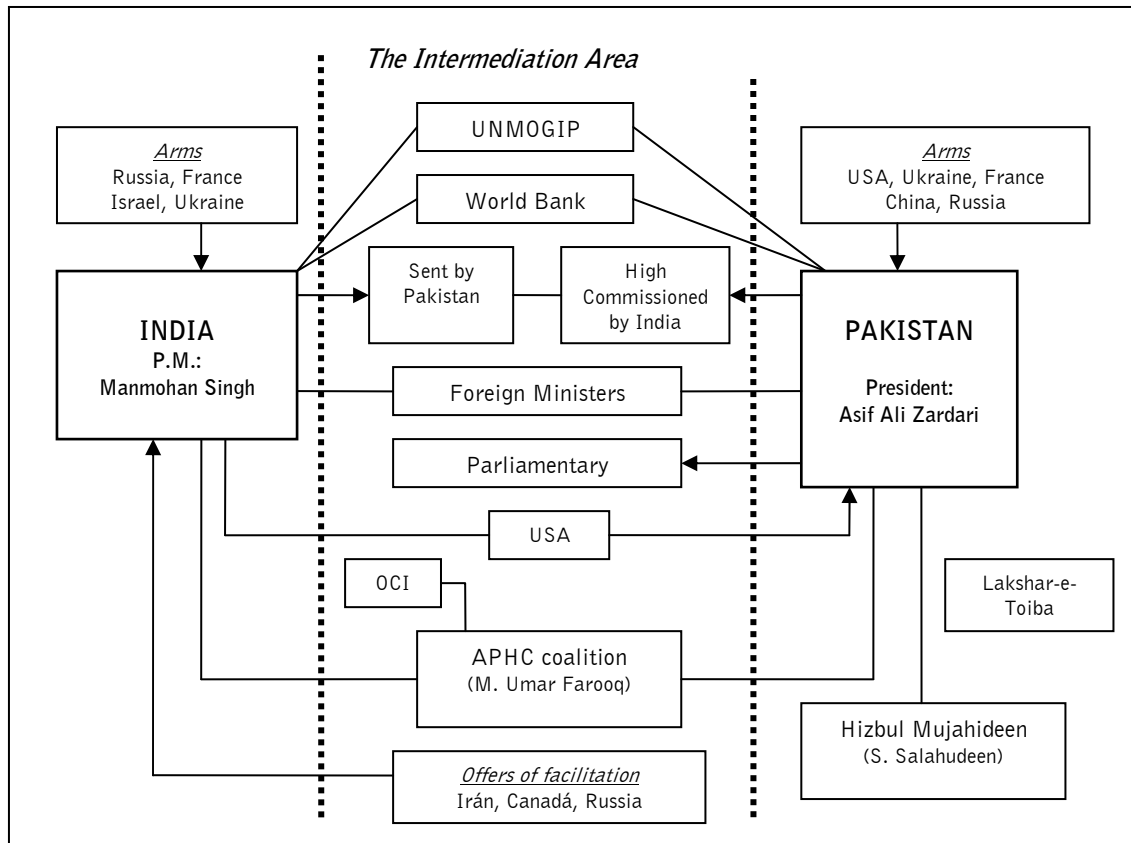 The Intermediation Area
UNMOGIP
Arms
Russia, France
Israel, Ukraine
Arms
USA, Ukraine, France
China, Russia
World Bank
Sent by
Pakistan
High
Commissioned
by India
INDIA
P.M.:
Manmohan Singh
PAKISTAN
President:
Asif Ali Zardari
Foreign Ministers
Parliamentary
USA
OCI
Lakshar-e-
Toiba
APHC coalition
(M. Umar Farooq)
Hizbul Mujahideen
(S. Salahudeen)
Offers of facilitation
Irán, Canadá, Russia